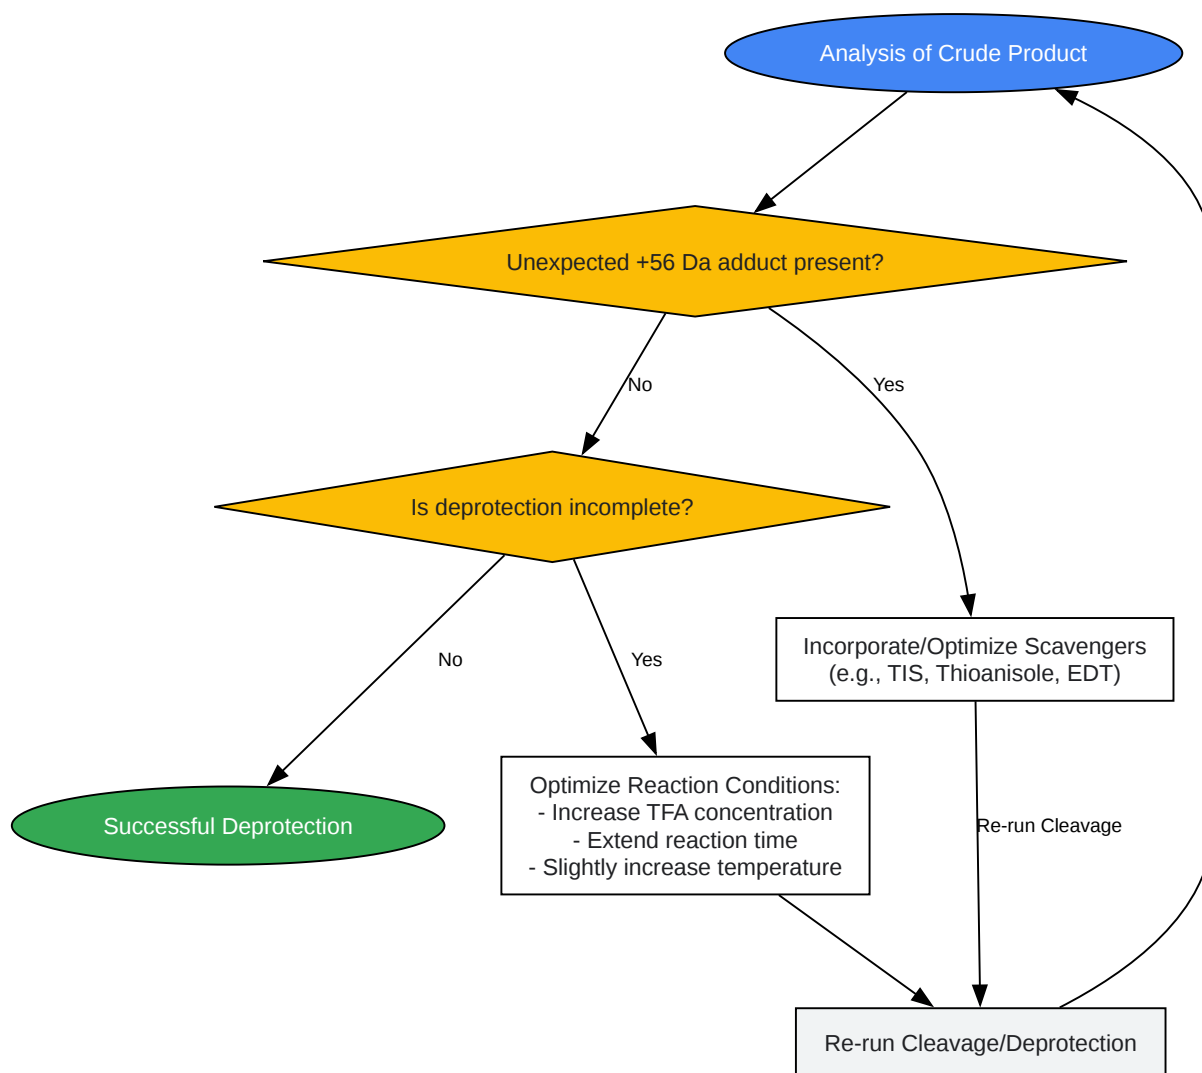 Analysis of Crude Product
Unexpected +56 Da adduct present?
No
Yes
Is deprotection incomplete?
No
Yes
Incorporate/Optimize Scavengers
(e.g., TIS, Thioanisole, EDT)
Optimize Reaction Conditions:
- Increase TFA concentration
- Extend reaction time
- Slightly increase temperature
Successful Deprotection
Re-run Cleavage
Re-run Cleavage/Deprotection